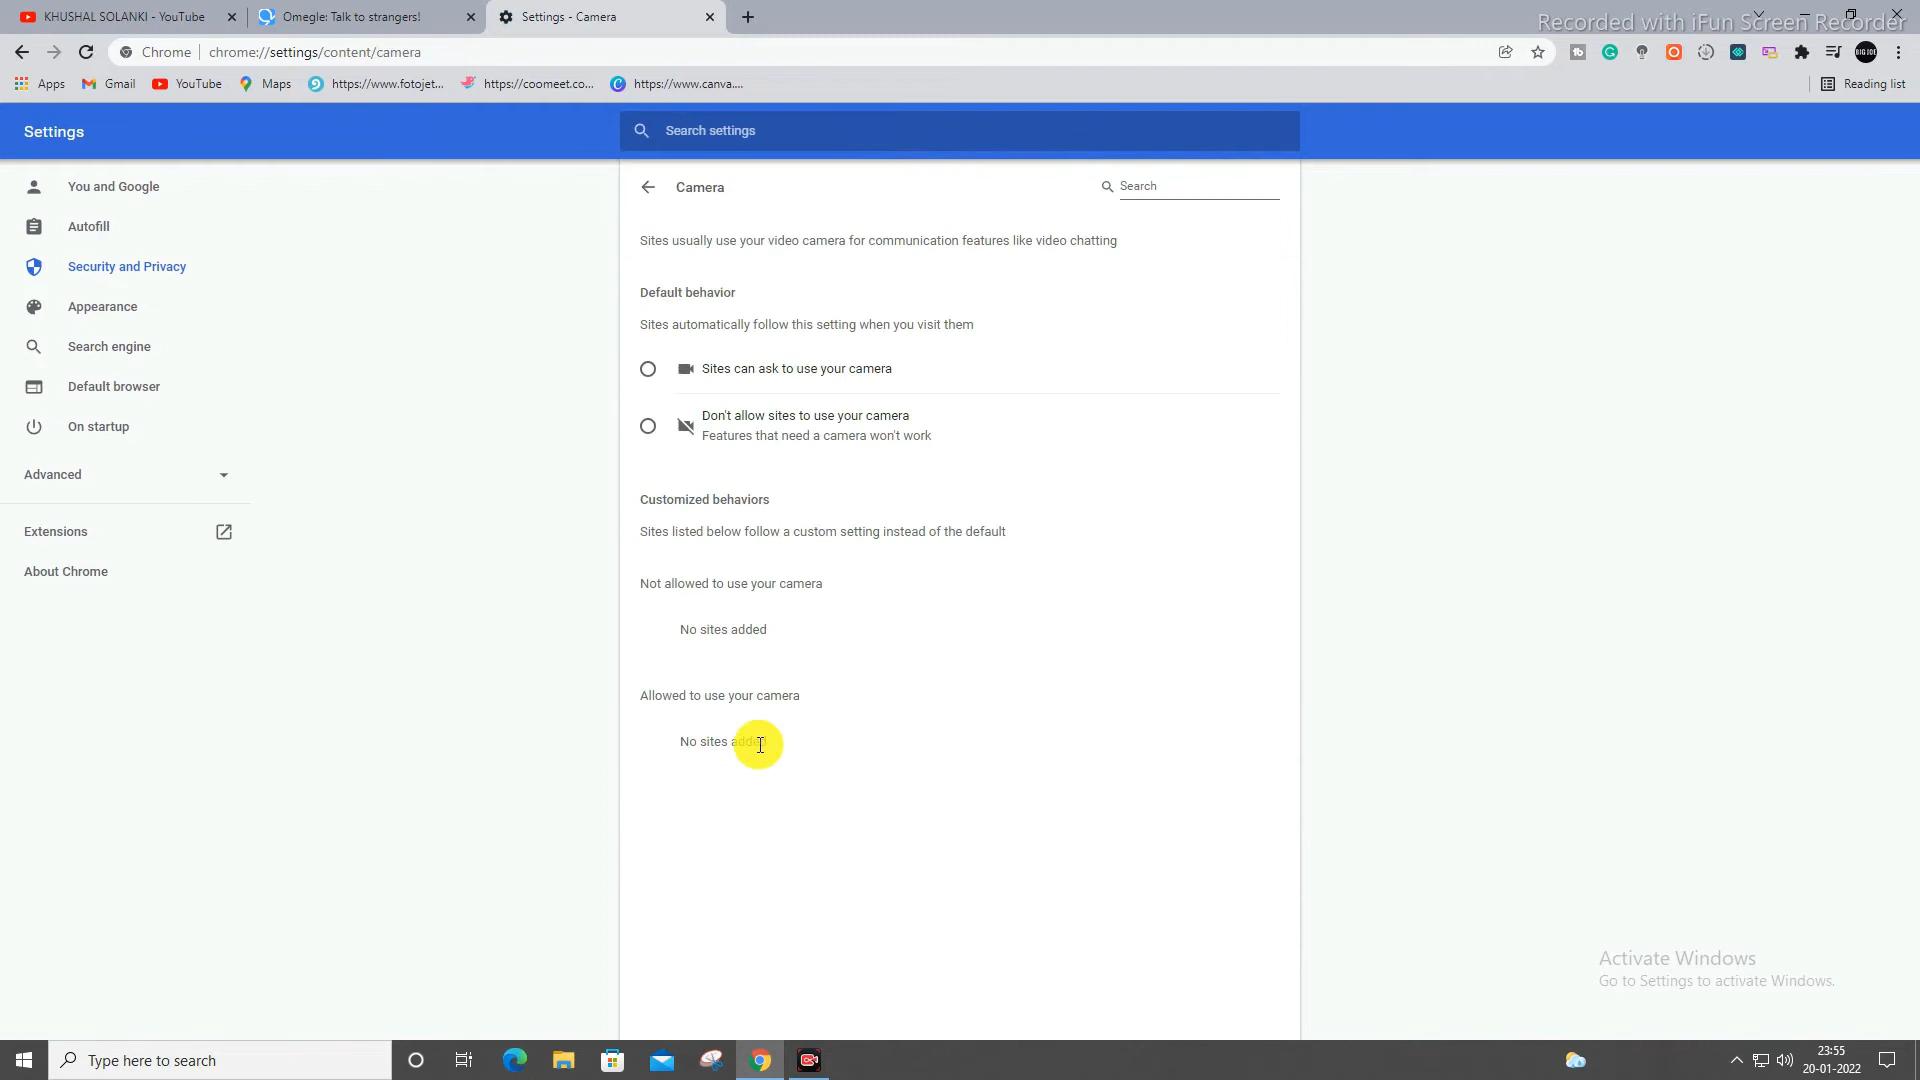 KHUSHAL SOLANKI - YouTube
Omegle: Talk to strangers!
Settings - Camera
Recorded with iFun Screen Recorder
Chrome
chrome://settings/content/camera
BIG JOE
Apps
Gmail
YouTube
Maps
https://www.fotojet...
https://coomeet.co...
https://www.canva....
Reading list
Settings
Search settings
You and Google
Autofill
Security and Privacy
Appearance
Search engine
Default browser
On startup
Advanced
Extensions
About Chrome
Camera
Search
Sites usually use your video camera for communication features like video chatting
Default behavior
Sites automatically follow this setting when you visit them
Sites can ask to use your camera
Don't allow sites to use your camera
Features that need a camera won't work
Customized behaviors
Sites listed below follow a custom setting instead of the default
Not allowed to use your camera
No sites added
Allowed to use your camera
No sites added
Activate Windows
Go to Settings to activate Windows.
Type here to search
23:55
20-01-2022